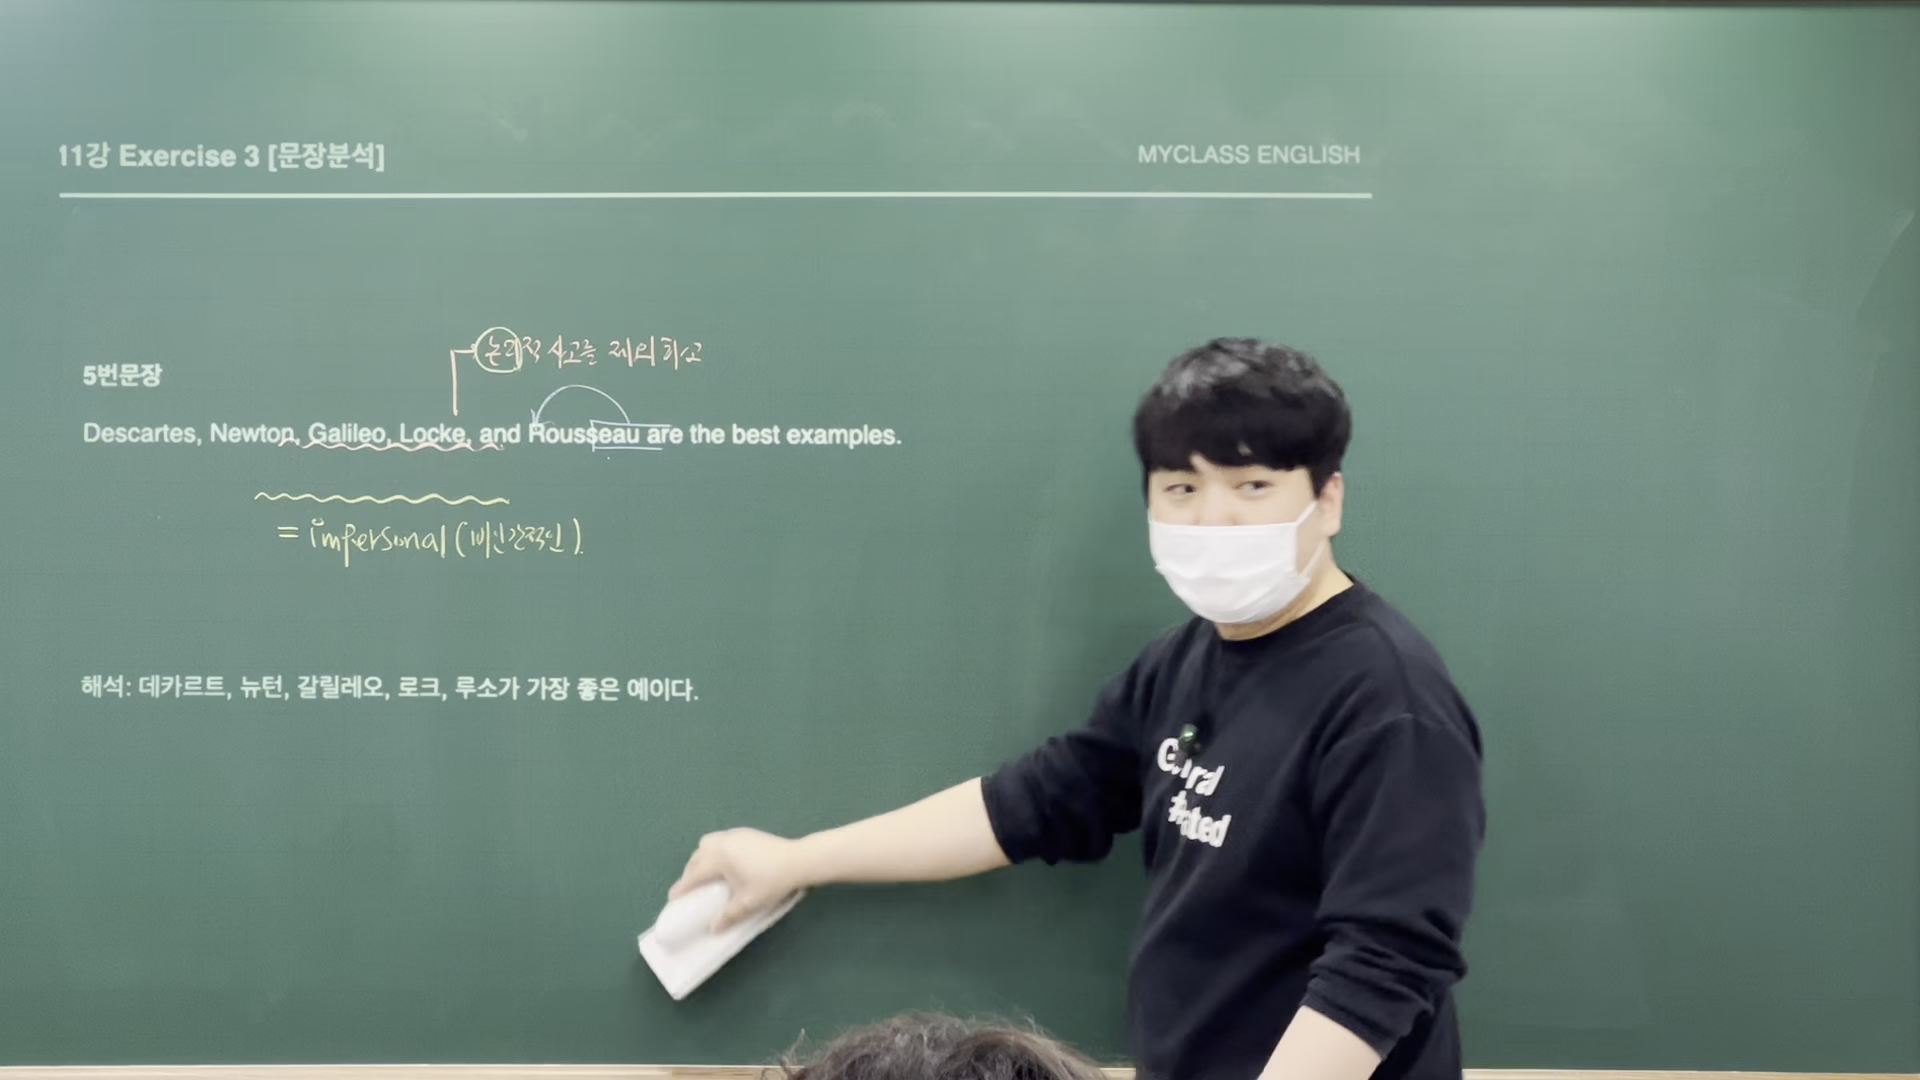 11강 Exercise 3 [문장분석]
MYCLASS ENGLISH
논리적 사고를 제외하고
5번문장
Descartes, Newton, Galileo, Locke, and Rousseau are the best examples.
= impersonal (비인간적인).
해석: 데카르트, 뉴턴, 갈릴레오, 로크, 루소가 가장 좋은 예이다.